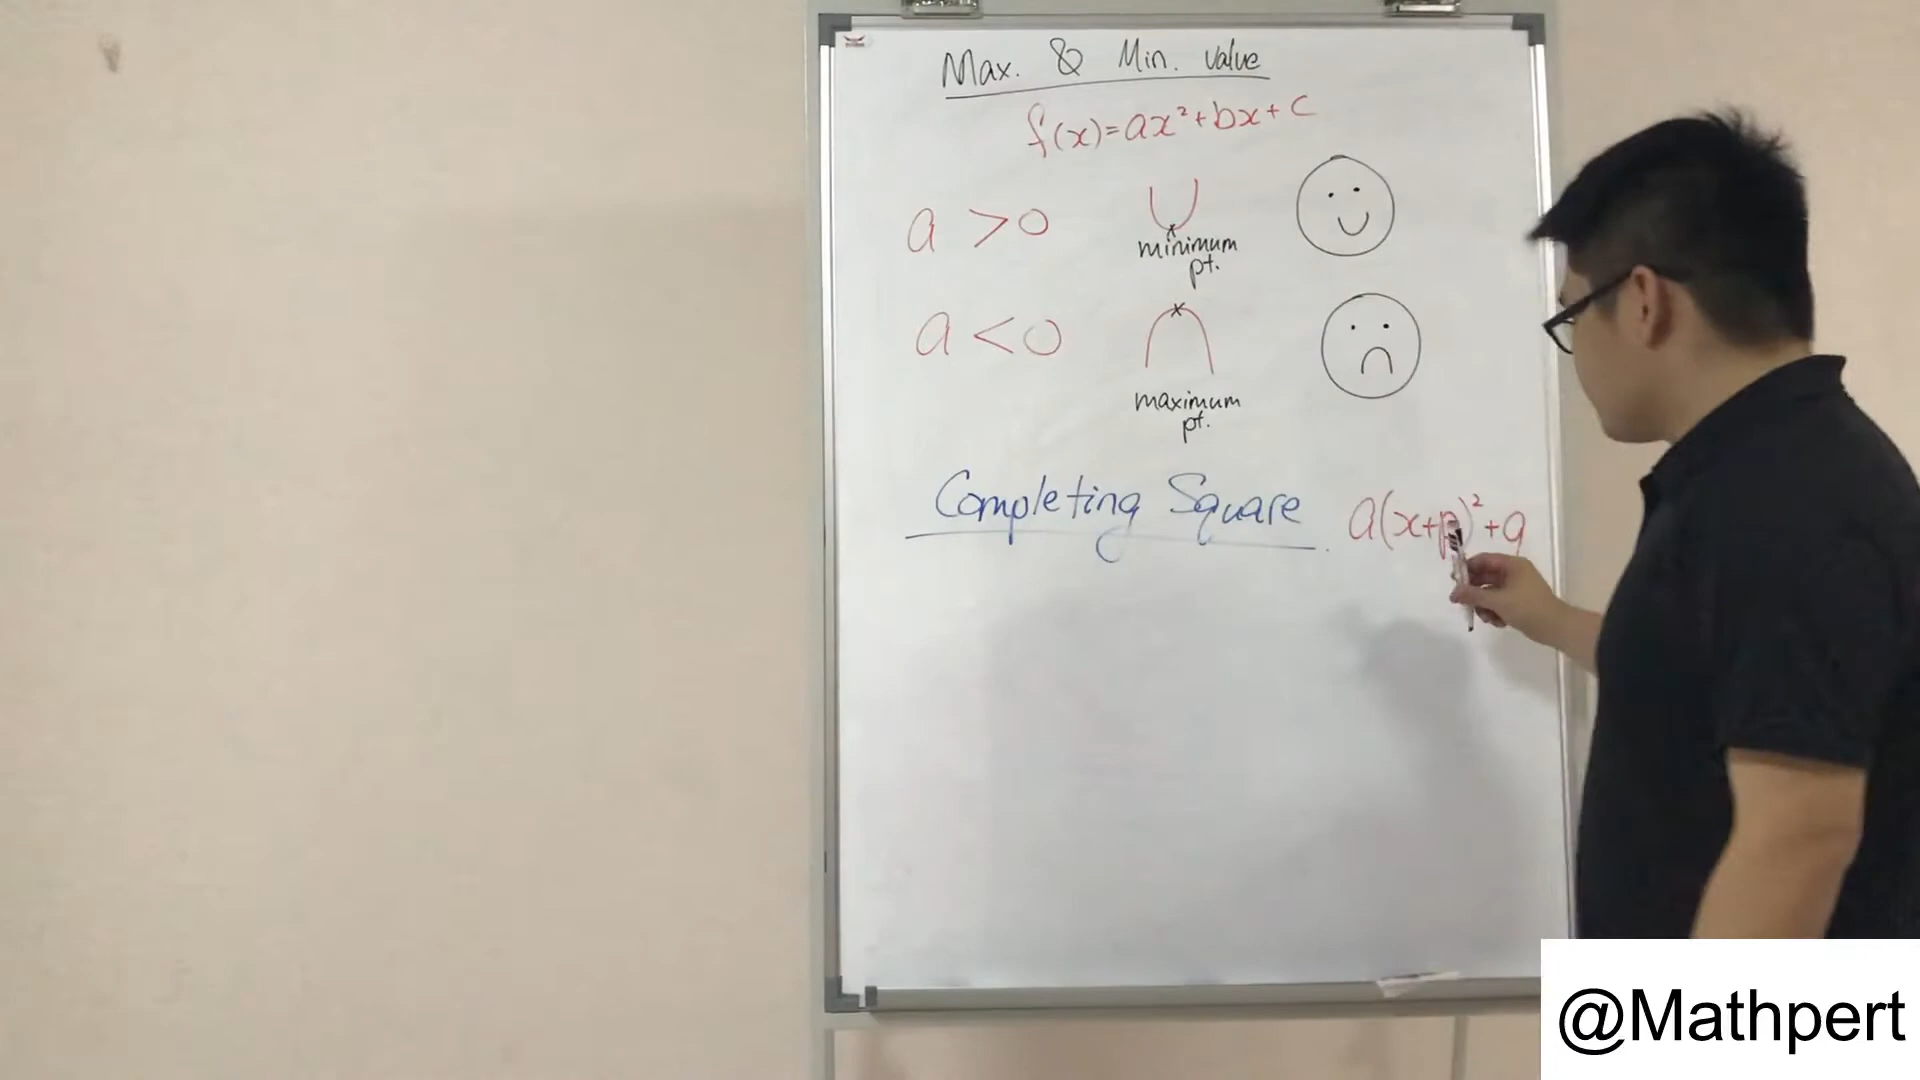 Max. & Min. value
f(x)=ax²+bx+c
a >0
minimum
pt.
a <0
maximum
pt.
Completing Square
a(x+p)²+q
@Mathpert